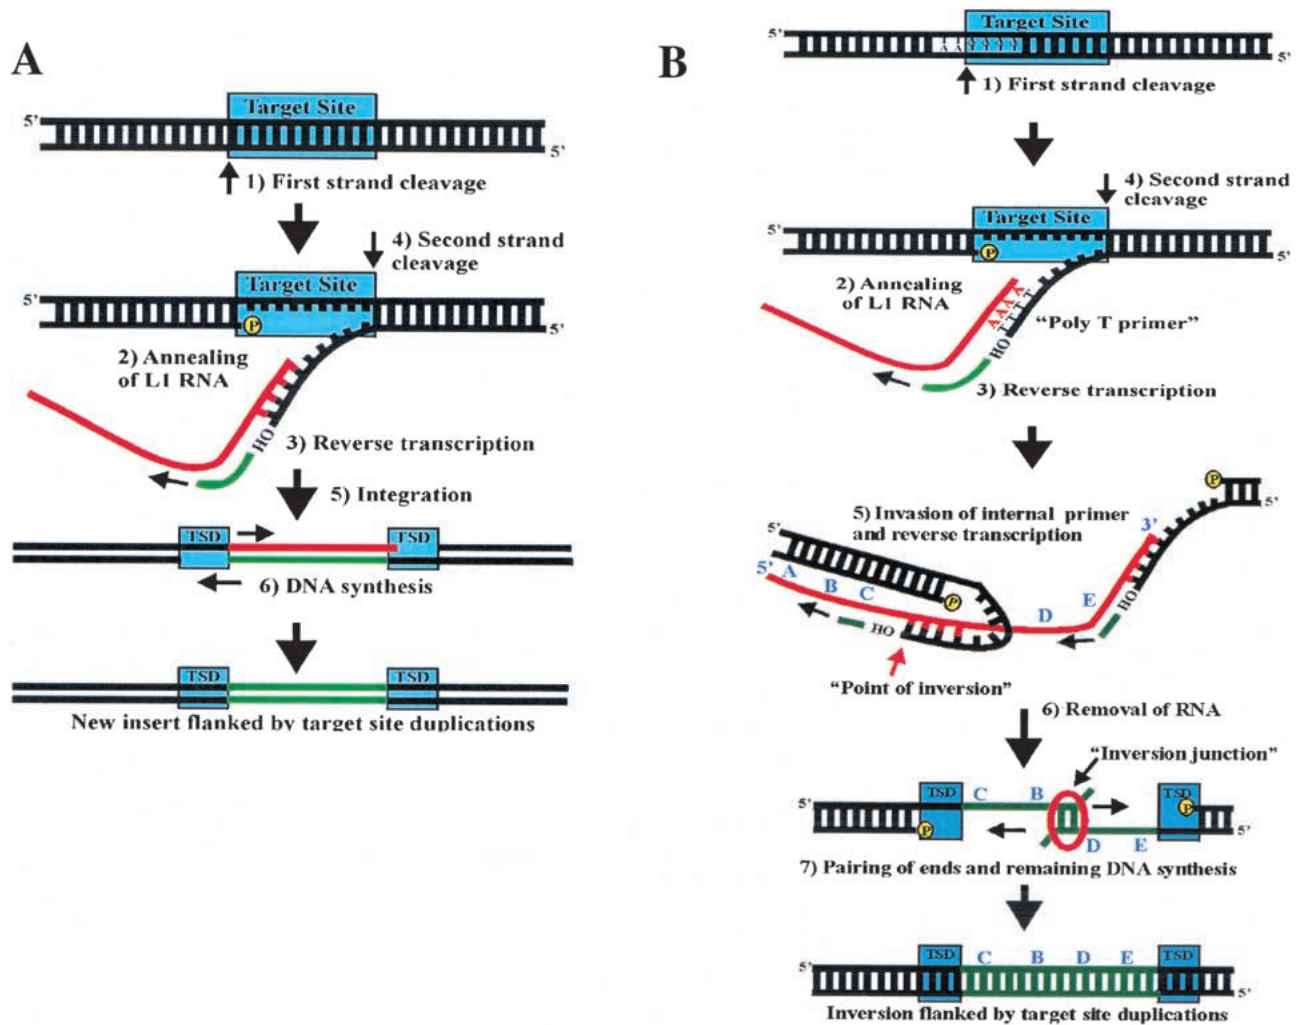 A
Target Site
5'
5'
1) First strand cleavage
4) Second strand
cleavage
Target Site
5'
P
2) Annealing
of L1 RNA
HO
3) Reverse transcription
5) Integration
TSD
TSD
6) DNA synthesis
TSD
TSD
New insert flanked by target site duplications
B
Target Site
5'
5'
1) First strand cleavage
4) Second strand
cleavage
Target Site
5'
5'
P
2) Annealing
of L1 RNA
AAAA
TTTT
"Poly T primer"
HO
3) Reverse transcription
P
5'
5) Invasion of internal primer
and reverse transcription
3'
5'
5' A B C
P
D
E
HO
HO
"Point of inversion"
6) Removal of RNA
"Inversion junction"
TSD
C
B
TSD
5'
P
P
5'
D
E
7) Pairing of ends and remaining DNA synthesis
TSD
C
B
D
E
TSD
5'
5'
Inversion flanked by target site duplications